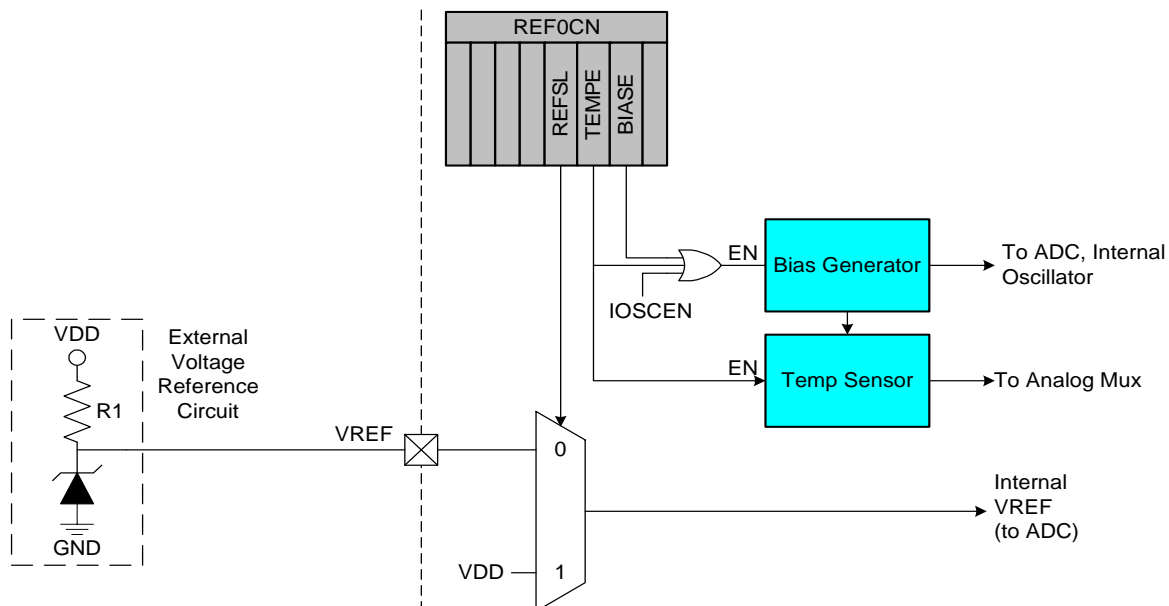 REF0CN
REFSL
TEMPE
BIASE
EN
Bias Generator
To ADC, Internal
Oscillator
IOSCEN
VDD
External
Voltage
Reference
Circuit
R1
EN
Temp Sensor
To Analog Mux
VREF
0
GND
Internal
VREF
(to ADC)
VDD
1